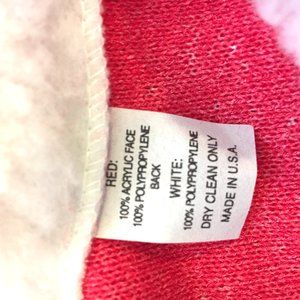 RED:
100% ACRYLIC FACE
100% POLYPROPYLENE
BACK
WHITE:
100% POLYPROPYLENE
DRY CLEAN ONLY
MADE IN U.S.A.